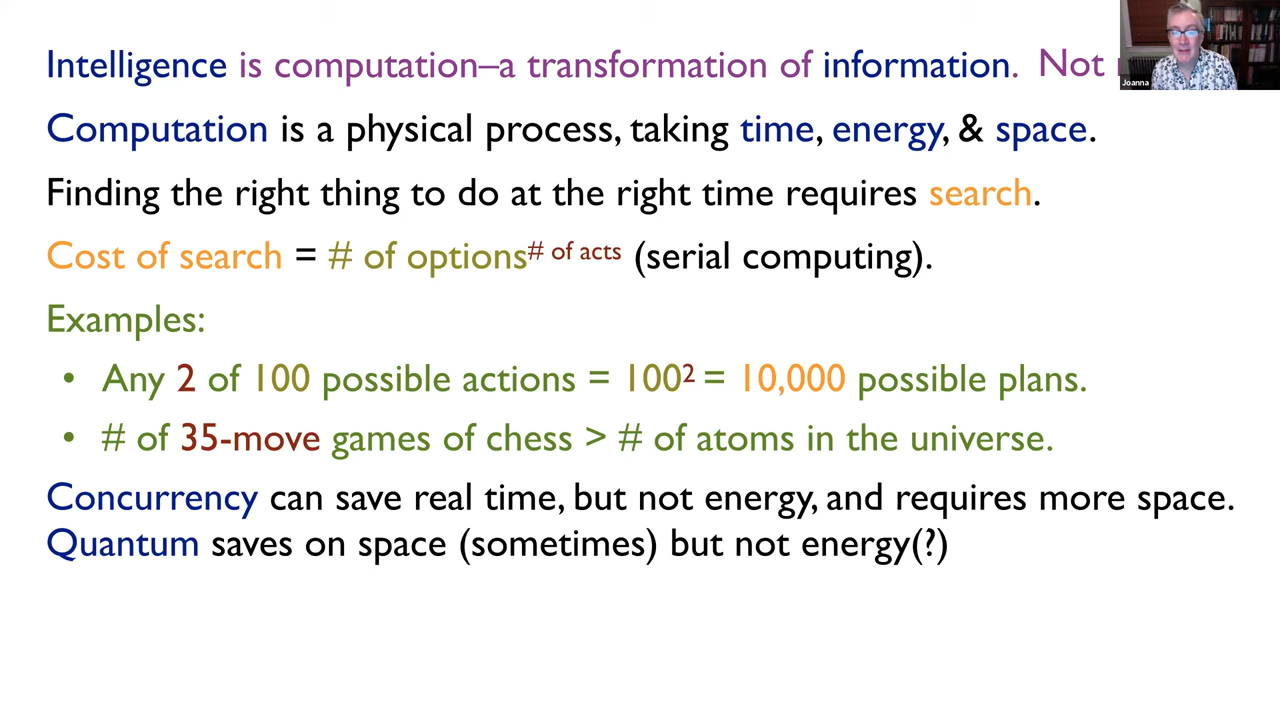 Intelligence is computation–a transformation of information. Not
Joanna
Computation is a physical process, taking time, energy, & space.
Finding the right thing to do at the right time requires search.
Cost of search = # of options# of acts (serial computing).
Examples:
• Any 2 of 100 possible actions = 100² = 10,000 possible plans.
• # of 35-move games of chess > # of atoms in the universe.
Concurrency can save real time, but not energy, and requires more space.
Quantum saves on space (sometimes) but not energy(?)